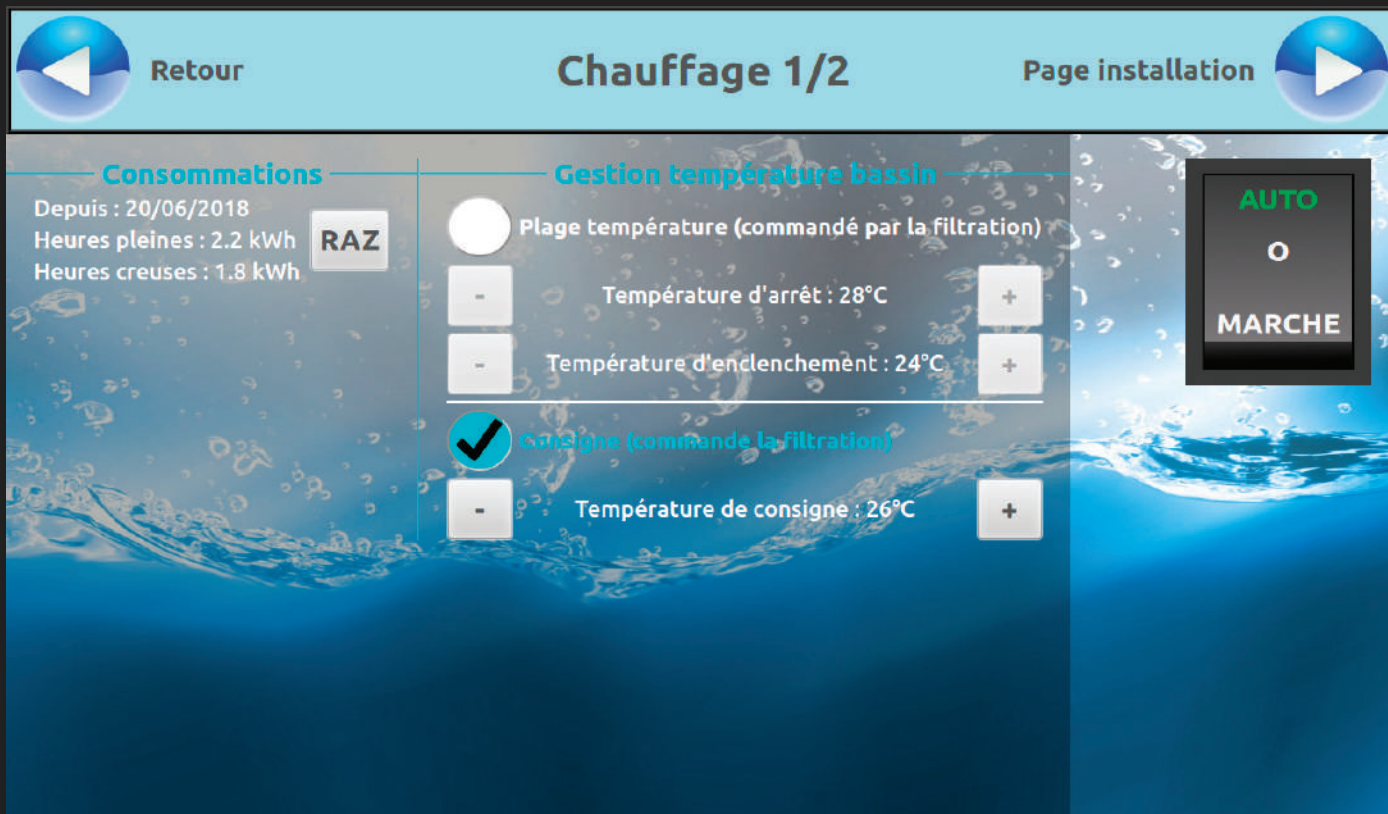 Retour
Chauffage 1/2
Page installation
Consommations
Depuis : 20/06/2018
Heures pleines : 2.2 kWh
Heures creuses : 1.8 kWh
RAZ
Gestion température bassin
Plage température (commandé par la filtration)
- Température d'arrêt : 28°C +
- Température d'enclenchement : 24°C +
Consigne (commande la filtration)
- Température de consigne : 26°C +
AUTO
O
MARCHE